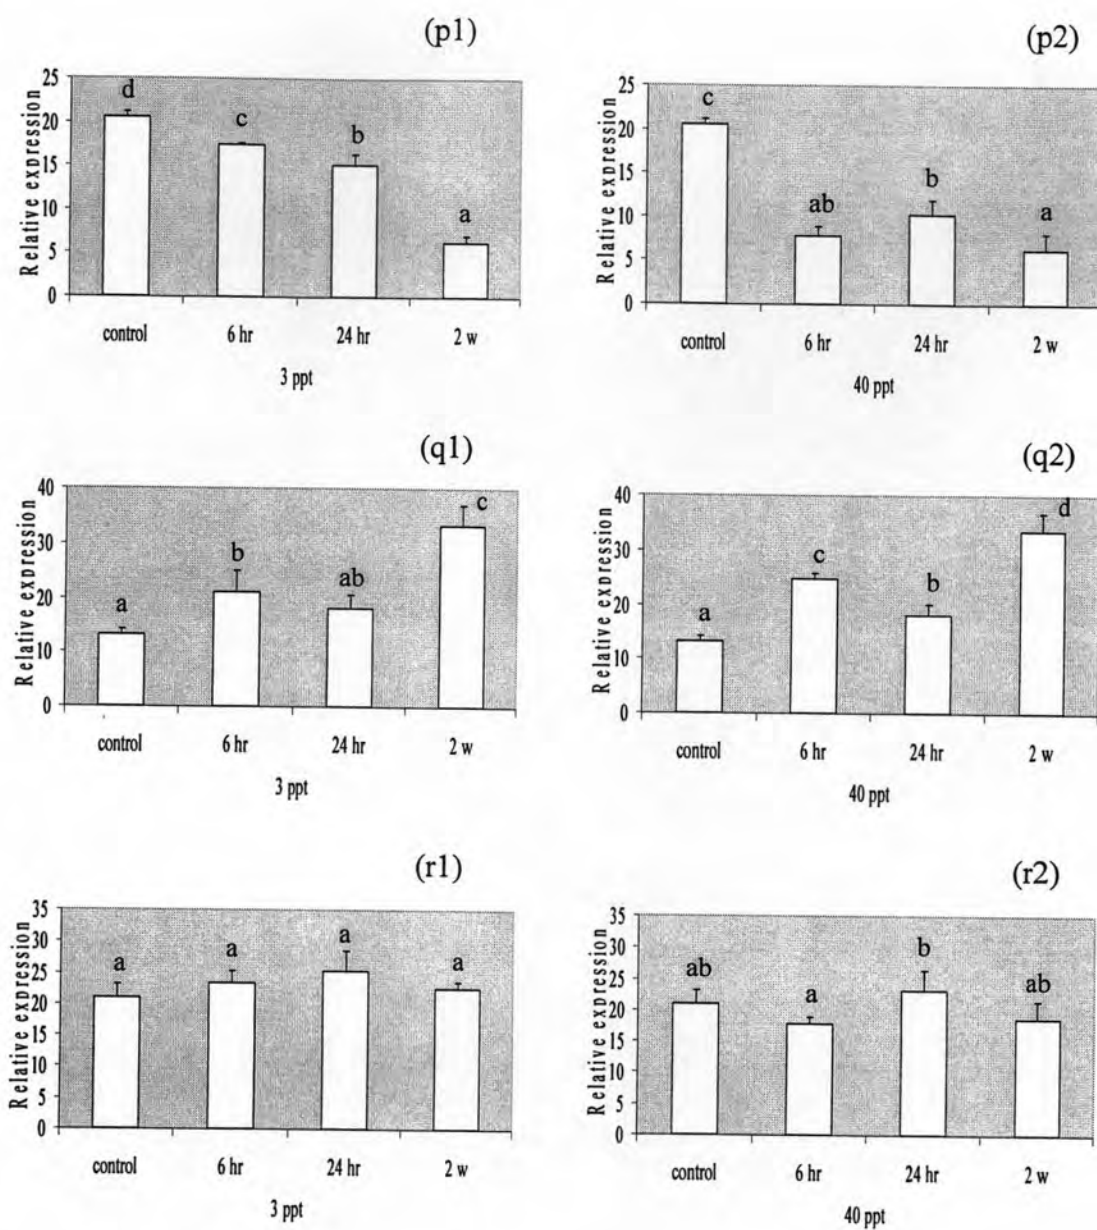 (p1)
Relative expression
25
20
15
10
5
0
d
c
b
a
control 6 hr 24 hr 2 w
3 ppt
(p2)
Relative expression
25
20
15
10
5
0
c
ab
b
a
control 6 hr 24 hr 2 w
40 ppt
(q1)
Relative expression
40
30
20
10
0
a
b
ab
c
control 6 hr 24 hr 2 w
3 ppt
(q2)
Relative expression
40
30
20
10
0
a
c
b
d
control 6 hr 24 hr 2 w
40 ppt
(r1)
Relative expression
35
30
25
20
15
10
5
0
a
a
a
a
control 6 hr 24 hr 2 w
3 ppt
(r2)
Relative expression
35
30
25
20
15
10
5
0
ab
a
b
ab
control 6 hr 24 hr 2 w
40 ppt